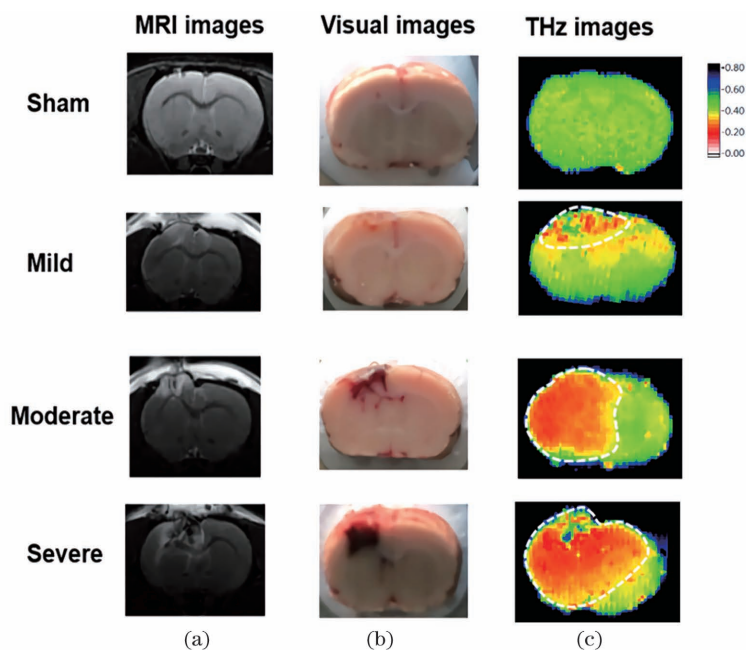 MRI images Visual images THz images
Sham
0.80
0.60
0.40
0.20
0.00
Mild
Moderate
Severe
(a) (b) (c)